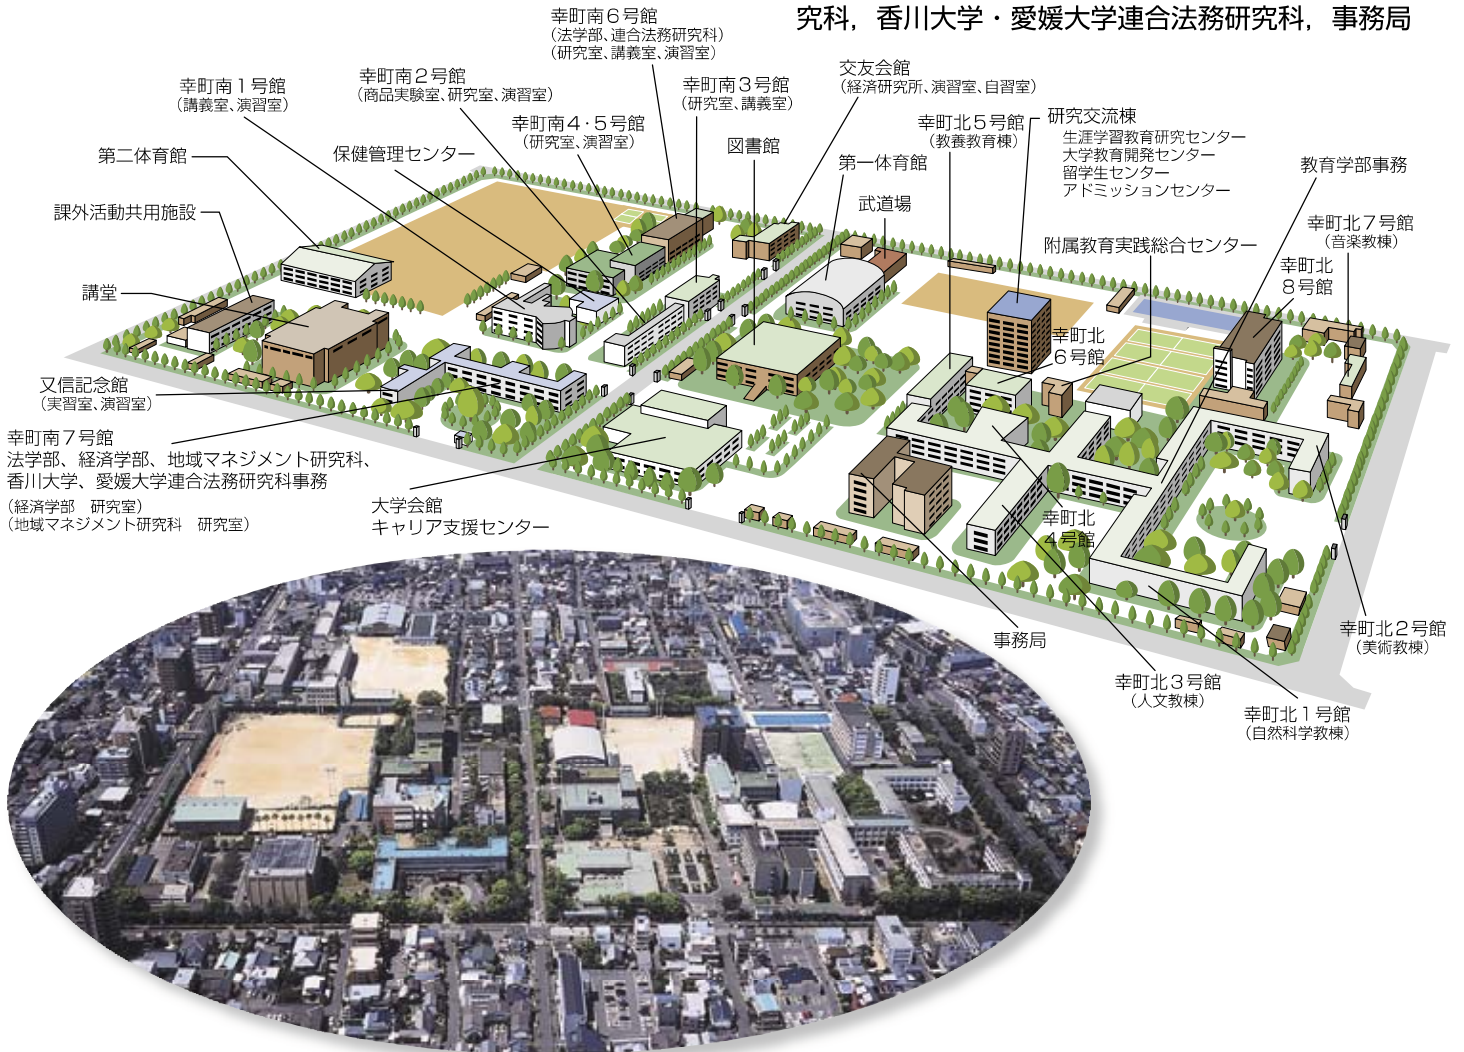 究科，香川大学・愛媛大学連合法務研究科，事務局
幸町南６号館
（法学部、連合法務研究科）
（研究室、講義室、演習室）
幸町南１号館
（講義室、演習室）
幸町南２号館
（商品実験室、研究室、演習室）
幸町南３号館
（研究室、講義室）
交友会館
（経済研究所、演習室、自習室）
幸町南４・５号館
（研究室、演習室）
幸町北５号館
（教養教育棟）
研究交流棟
生涯学習教育研究センター
大学教育開発センター
留学生センター
アドミッションセンター
第二体育館
保健管理センター
図書館
第一体育館
教育学部事務
課外活動共用施設
武道場
幸町北７号館
（音楽教棟）
附属教育実践総合センター
幸町北
８号館
講堂
幸町北
６号館
又信記念館
（実習室、演習室）
幸町南７号館
法学部、経済学部、地域マネジメント研究科、
香川大学、愛媛大学連合法務研究科事務
（経済学部　研究室）
（地域マネジメント研究科　研究室）
大学会館
キャリア支援センター
幸町北
４号館
事務局
幸町北２号館
（美術教棟）
幸町北３号館
（人文教棟）
幸町北１号館
（自然科学教棟）